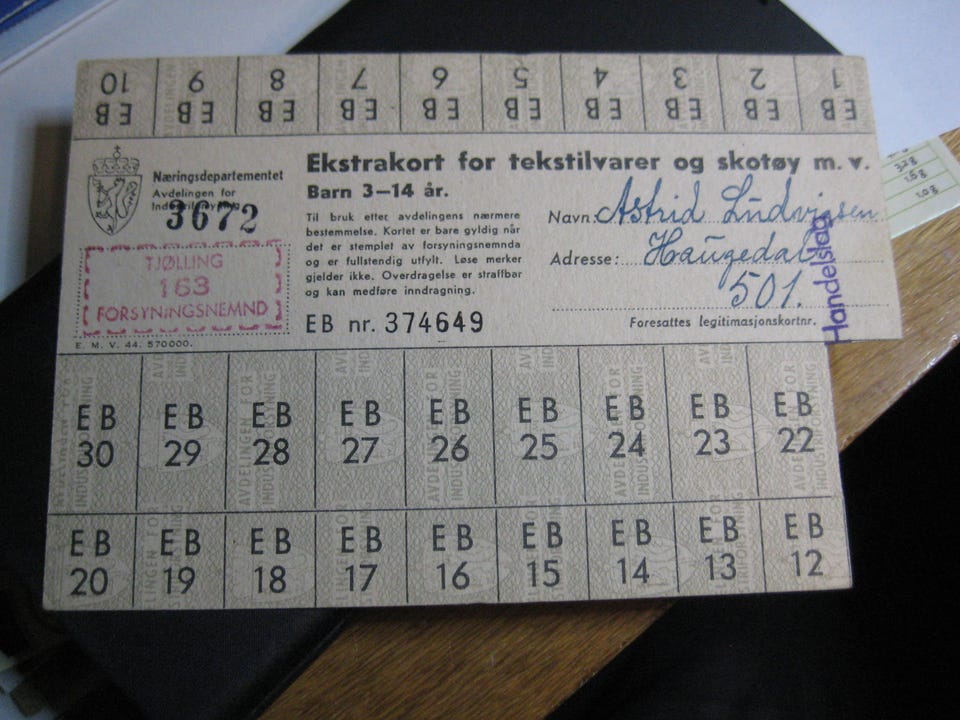 10 9 8 7 6 5 4 3 2 1
EB EB EB EB EB EB EB EB EB EB
Næringsdepartementet
Avdelingen for
3672
TJØLLING
163
FORSYNINGSNEMND
E. M. V. 44. 570000.
Ekstrakort for tekstilvarer og skotøy m. v.
Barn 3—14 år.
Til bruk etter avdelingens nærmere
bestemmelse. Kortet er bare gyldig når
det er stemplet av forsyningsnemnda
og er fullstendig utfylt. Løse merker
gjelder ikke. Overdragelse er straffbar
og kan medføre inndragning.
EB nr. 374649
Navn: Astrid Ludvigsen
Adresse: Haugedal
501.
Foresattes legitimasjonskortnr.
Handelslag
EB EB EB EB EB EB EB EB EB
30 29 28 27 26 25 24 23 22
EB EB EB EB EB EB EB EB EB
20 19 18 17 16 15 14 13 12
AVDELINGEN FOR
INDUSTRIFORSYNING